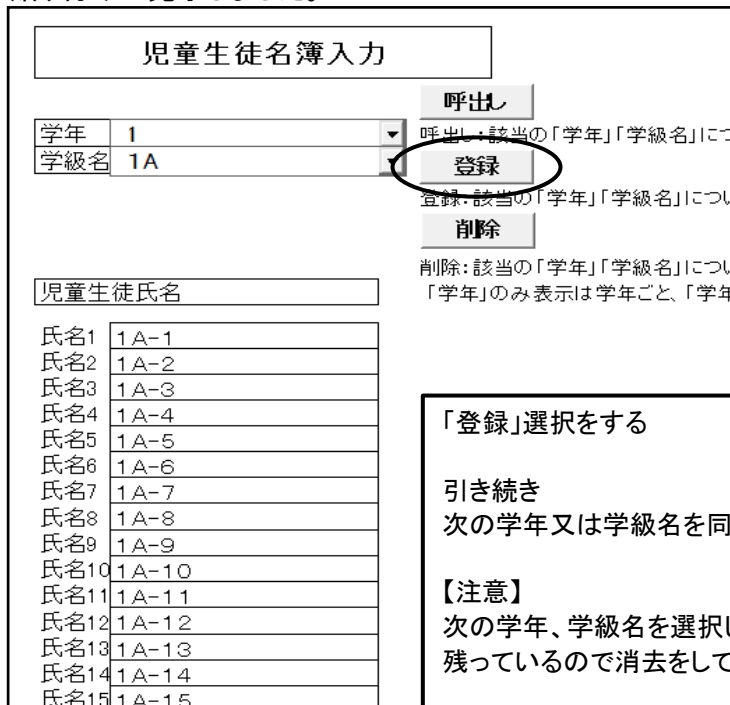 児童生徒名簿入力
呼出し
学年 1
呼出し:該当の「学年」「学級名」につ
学級名 1A
登録
登録:該当の「学年」「学級名」につい
削除
削除:該当の「学年」「学級名」につい
「学年」のみ表示は学年ごと、「学年
児童生徒氏名
氏名1 1A-1
氏名2 1A-2
氏名3 1A-3
氏名4 1A-4
氏名5 1A-5
氏名6 1A-6
氏名7 1A-7
氏名8 1A-8
氏名9 1A-9
氏名10 1A-10
氏名11 1A-11
氏名12 1A-12
氏名13 1A-13
氏名14 1A-14
氏名15 1A-15
「登録」選択をする
引き続き
次の学年又は学級名を同
【注意】
次の学年、学級名を選択し
残っているので消去をして